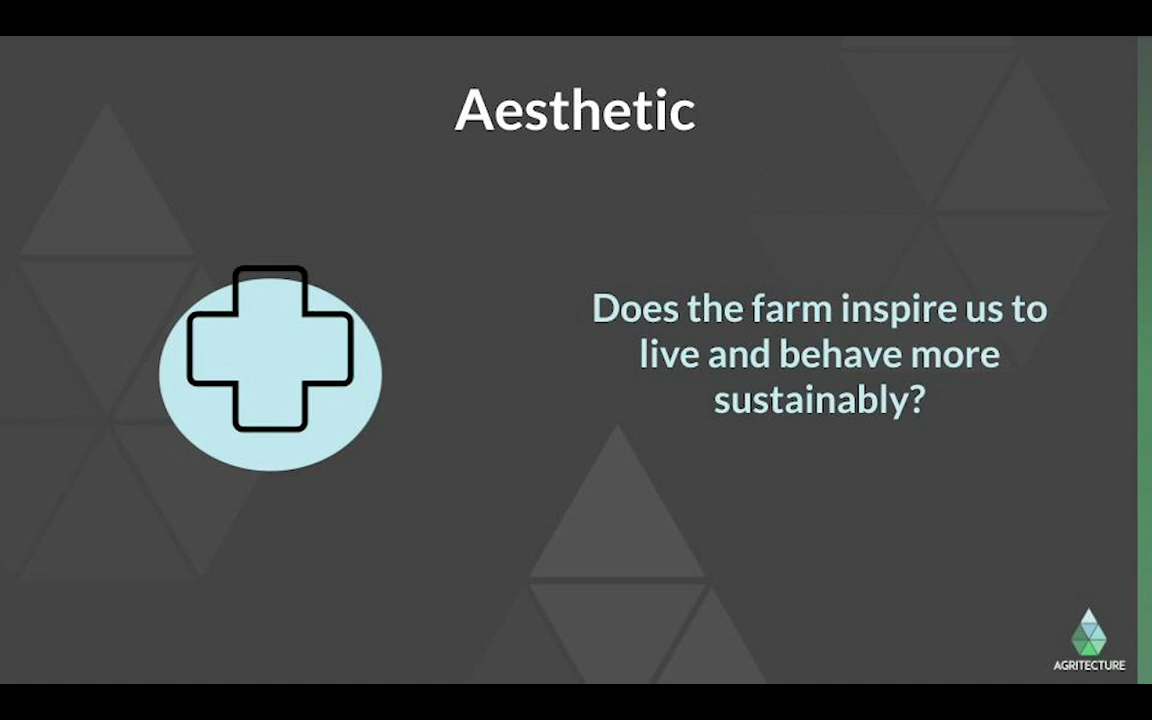 Aesthetic
Does the farm inspire us to
live and behave more
sustainably?
AGRITECTURE